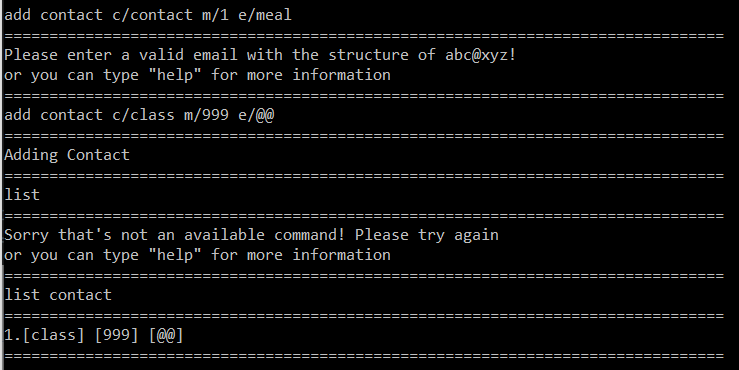 add contact c/contact m/1 e/meal
================================================================================
Please enter a valid email with the structure of abc@xyz!
or you can type "help" for more information
================================================================================
add contact c/class m/999 e/@@
================================================================================
Adding Contact
================================================================================
list
================================================================================
Sorry that's not an available command! Please try again
or you can type "help" for more information
================================================================================
list contact
================================================================================
1.[class] [999] [@@]
================================================================================